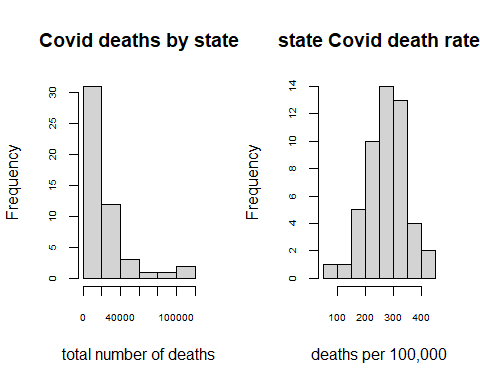 Covid deaths by state
Frequency
0 5 10 15 20 25 30
0 40000 100000
total number of deaths
state Covid death rate
Frequency
0 2 4 6 8 10 12 14
100 200 300 400
deaths per 100,000